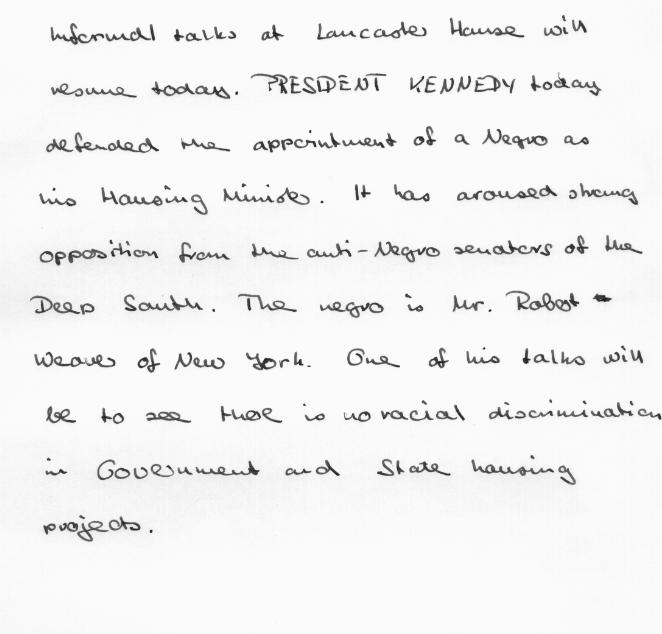 Informal talks at Lancaster House will
resume today. PRESIDENT KENNEDY today
defended the appointment of a Negro as
his Housing Minister. It has aroused strong
opposition from the anti-Negro senators of the
Deep South. The negro is Mr. Robert
Weaver of New York. One of his talks will
be to see there is no racial discrimination
in Government and State housing
projects.